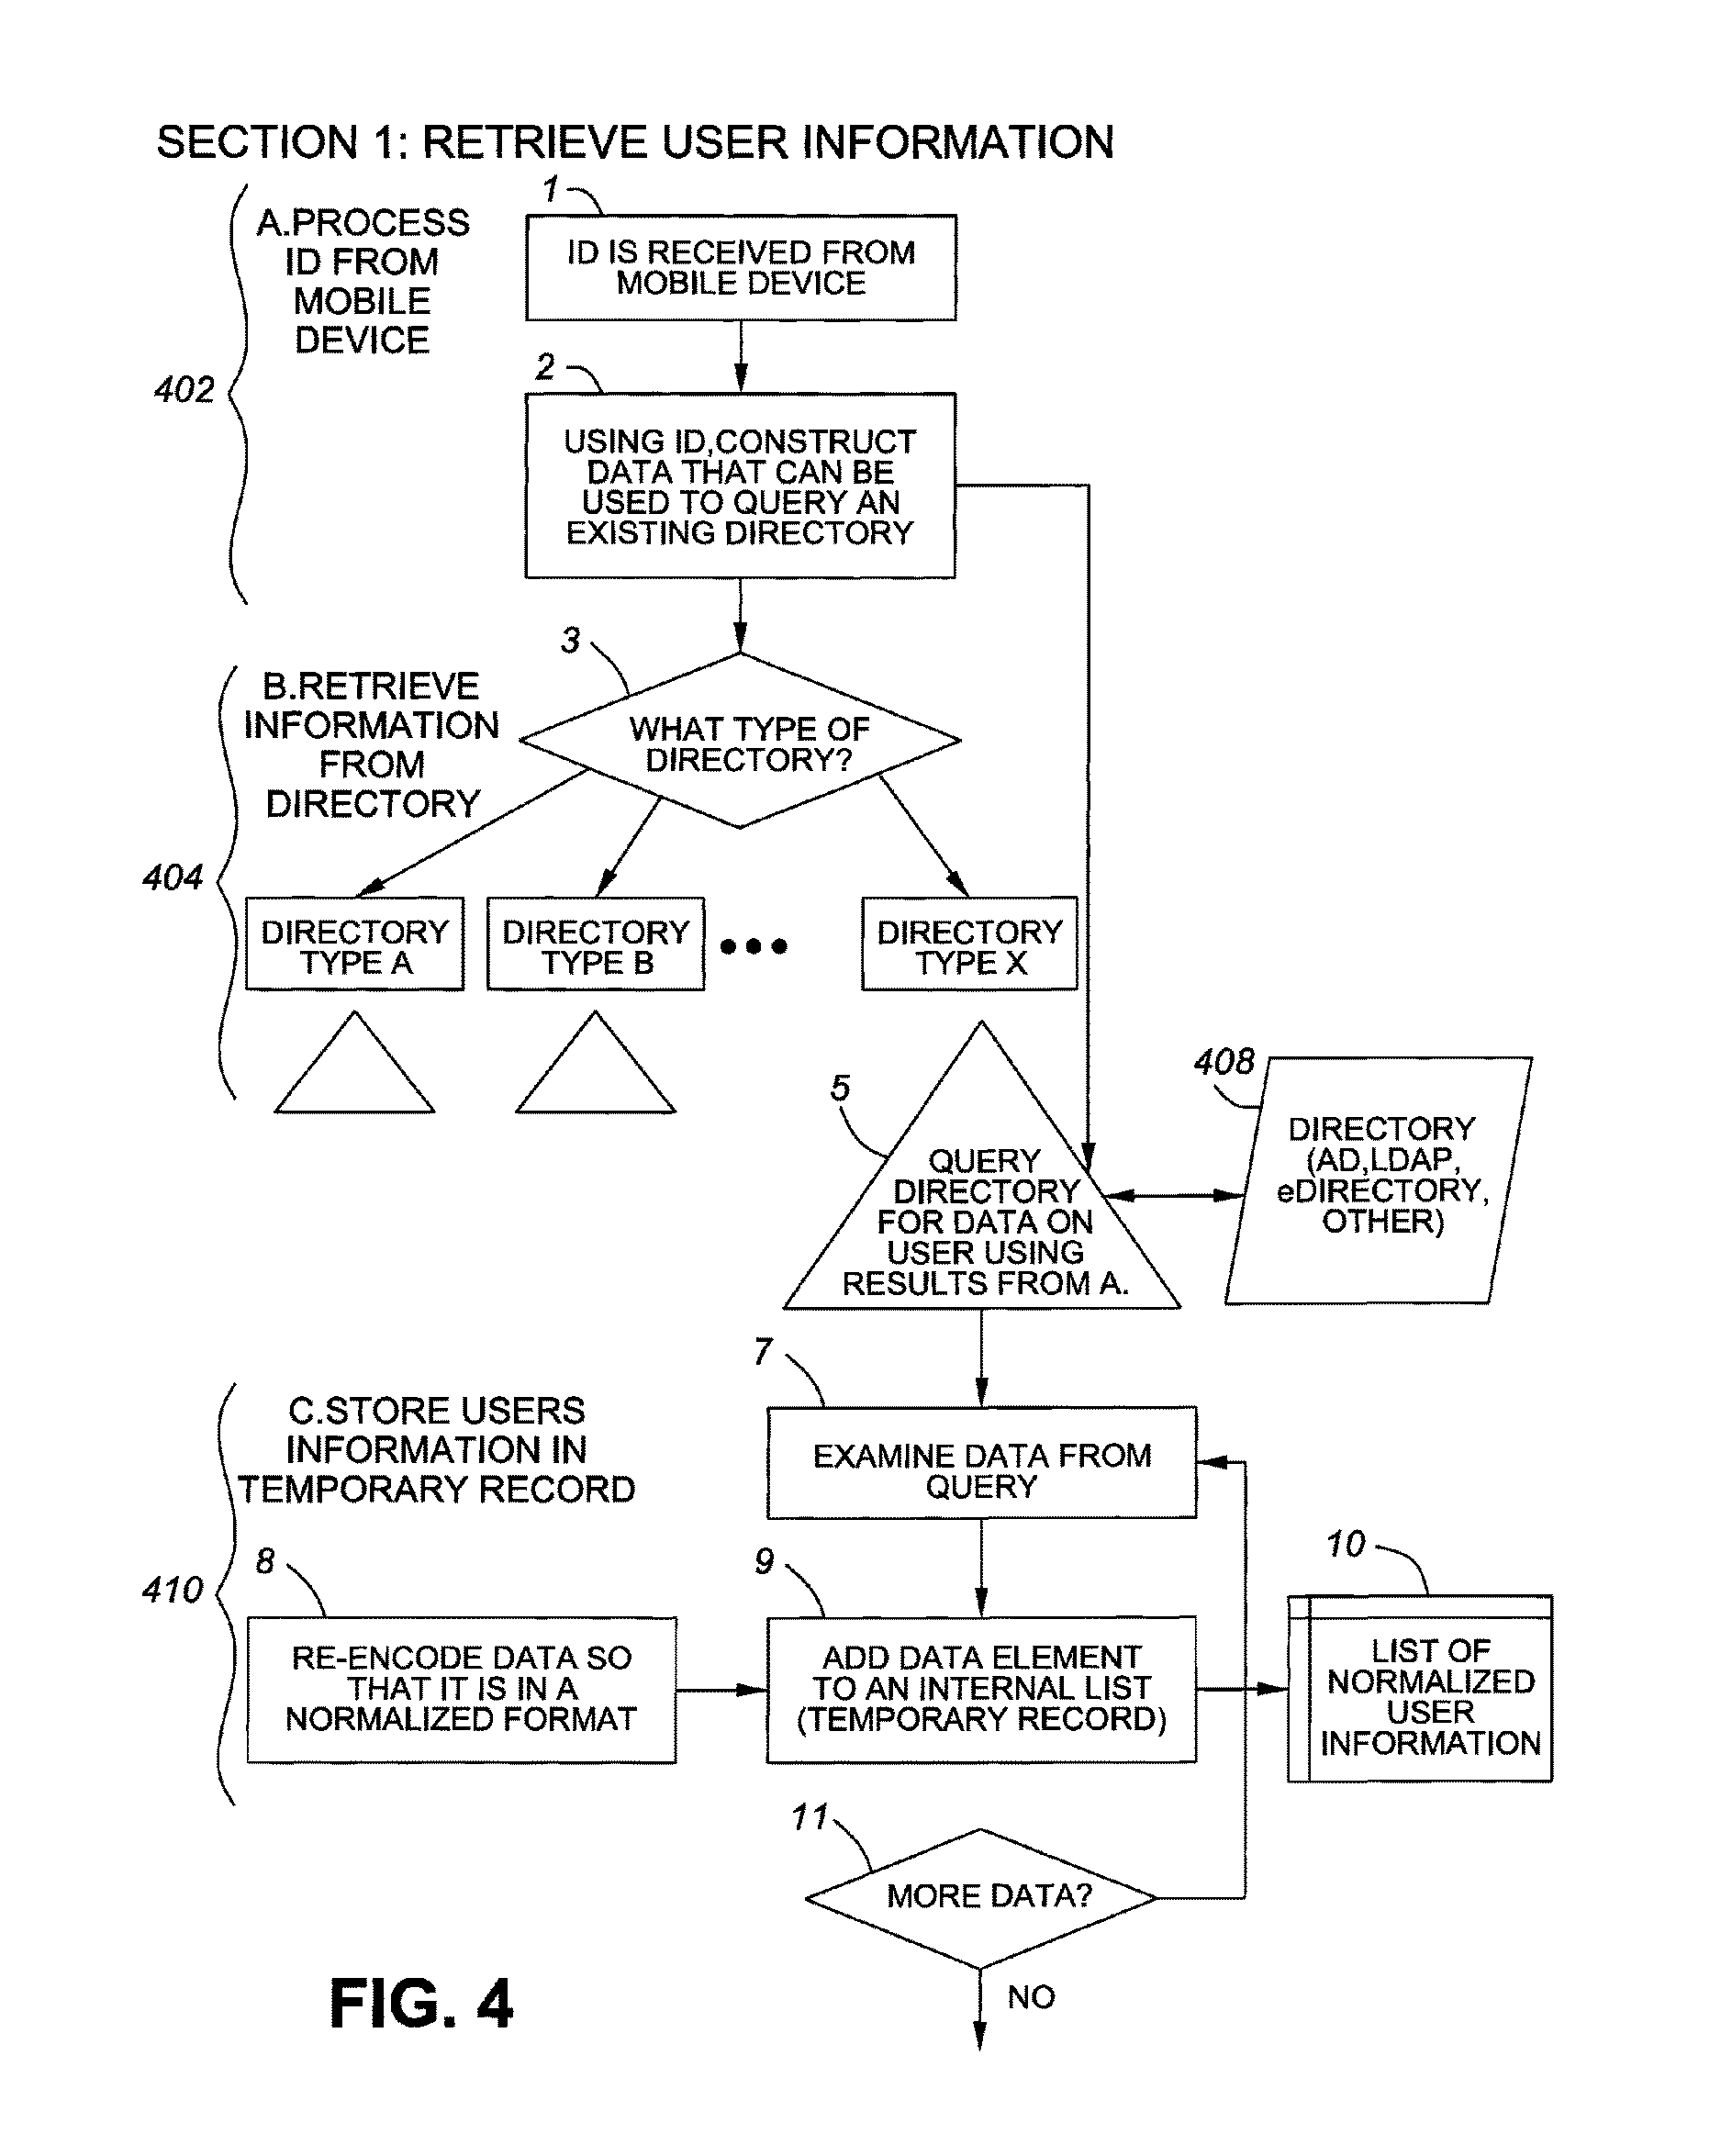 SECTION 1: RETRIEVE USER INFORMATION
A.PROCESS
ID FROM
MOBILE
DEVICE
402
1
ID IS RECEIVED FROM
MOBILE DEVICE
2
USING ID,CONSTRUCT
DATA THAT CAN BE
USED TO QUERY AN
EXISTING DIRECTORY
B.RETRIEVE
INFORMATION
FROM
DIRECTORY
404
3
WHAT TYPE OF
DIRECTORY?
DIRECTORY
TYPE A
DIRECTORY
TYPE B
DIRECTORY
TYPE X
5
QUERY
DIRECTORY
FOR DATA ON
USER USING
RESULTS FROM A.
408
DIRECTORY
(AD,LDAP,
eDIRECTORY,
OTHER)
C.STORE USERS
INFORMATION IN
TEMPORARY RECORD
410
7
EXAMINE DATA FROM
QUERY
8
RE-ENCODE DATA SO
THAT IT IS IN A
NORMALIZED FORMAT
9
ADD DATA ELEMENT
TO AN INTERNAL LIST
(TEMPORARY RECORD)
10
LIST OF
NORMALIZED
USER
INFORMATION
11
MORE DATA?
NO
FIG. 4